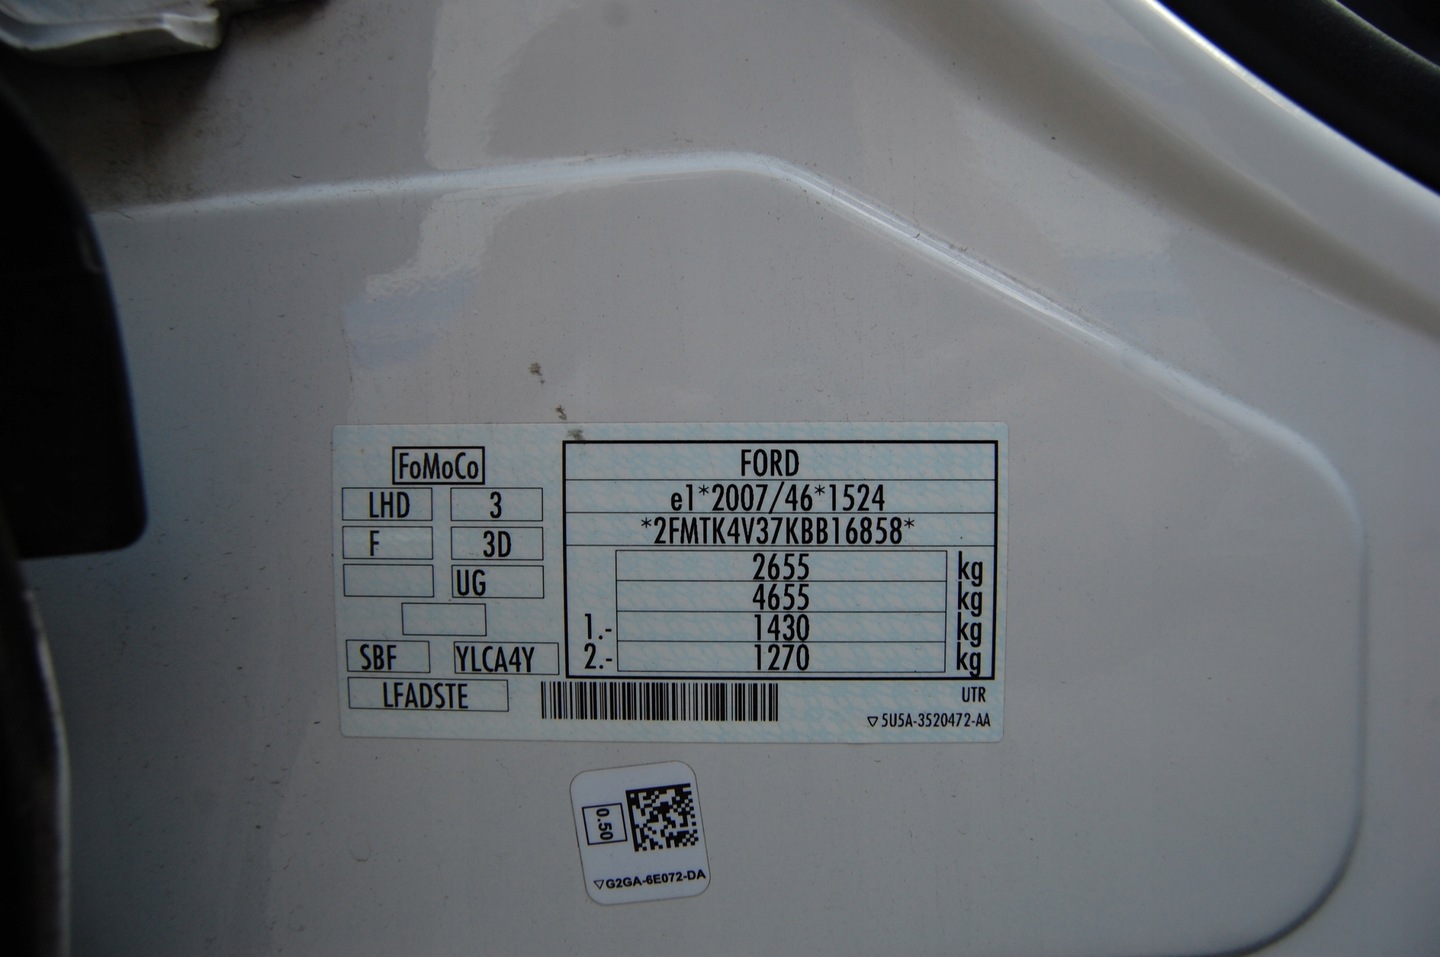 FoMoCo
LHD 3
F 3D
UG
SBF YLCA4Y
LFADSTE
FORD
e1*2007/46*1524
*2FMTK4V37KBB16858*
2655 kg
4655 kg
1.- 1430 kg
2.- 1270 kg
UTR
▽5U5A-3520472-AA
0.50
▽G2GA-6E072-DA